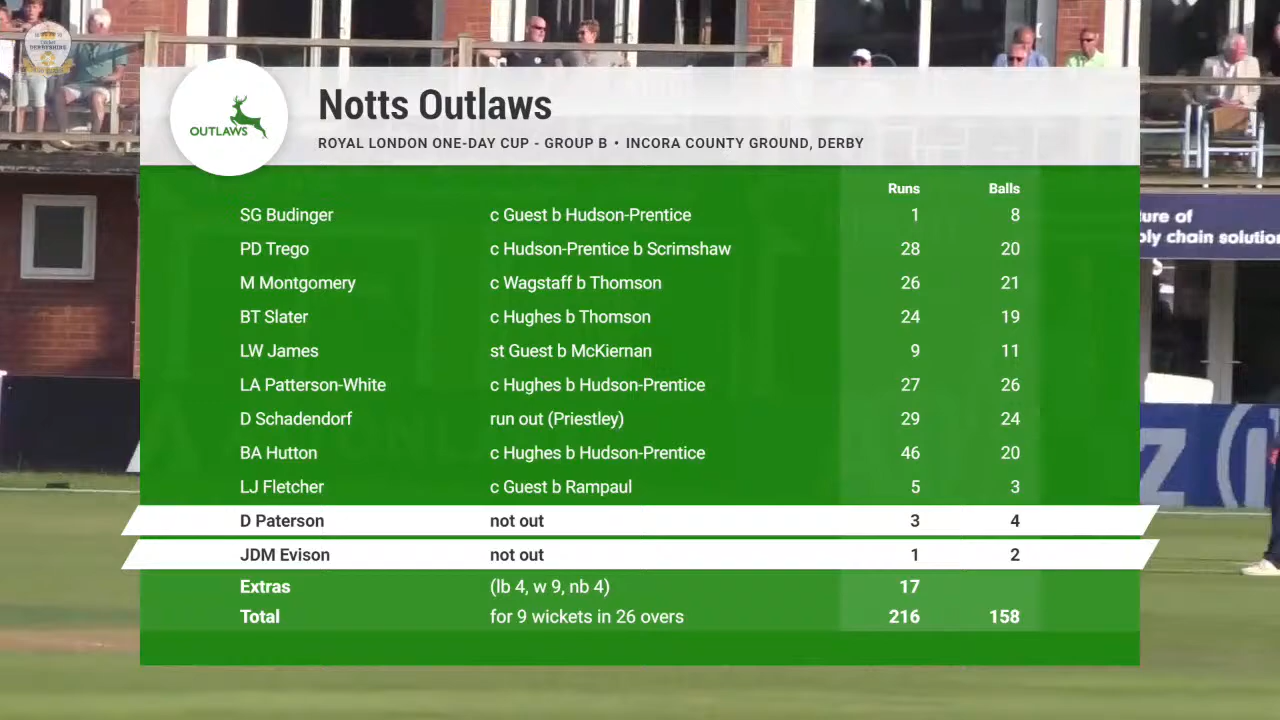 DERBYSHIRE
OUTLAWS
Notts Outlaws
ROYAL LONDON ONE-DAY CUP - GROUP B • INCORA COUNTY GROUND, DERBY
Runs Balls
SG Budinger c Guest b Hudson-Prentice 1 8
PD Trego c Hudson-Prentice b Scrimshaw 28 20
M Montgomery c Wagstaff b Thomson 26 21
BT Slater c Hughes b Thomson 24 19
LW James st Guest b McKiernan 9 11
LA Patterson-White c Hughes b Hudson-Prentice 27 26
D Schadendorf run out (Priestley) 29 24
BA Hutton c Hughes b Hudson-Prentice 46 20
LJ Fletcher c Guest b Rampaul 5 3
D Paterson not out 3 4
JDM Evison not out 1 2
Extras (lb 4, w 9, nb 4) 17
Total for 9 wickets in 26 overs 216 158
ure of
ply chain solution
Z